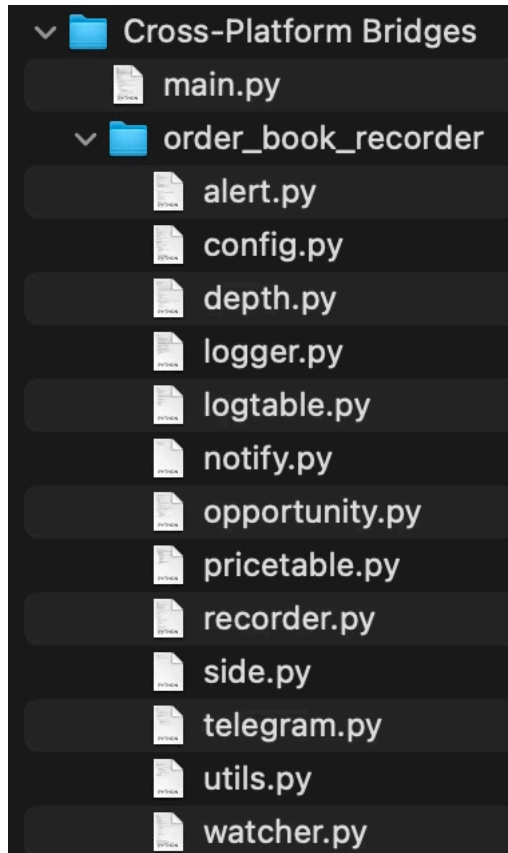 Cross-Platform Bridges
main.py
order_book_recorder
alert.py
config.py
depth.py
logger.py
logtable.py
notify.py
opportunity.py
pricetable.py
recorder.py
side.py
telegram.py
utils.py
watcher.py